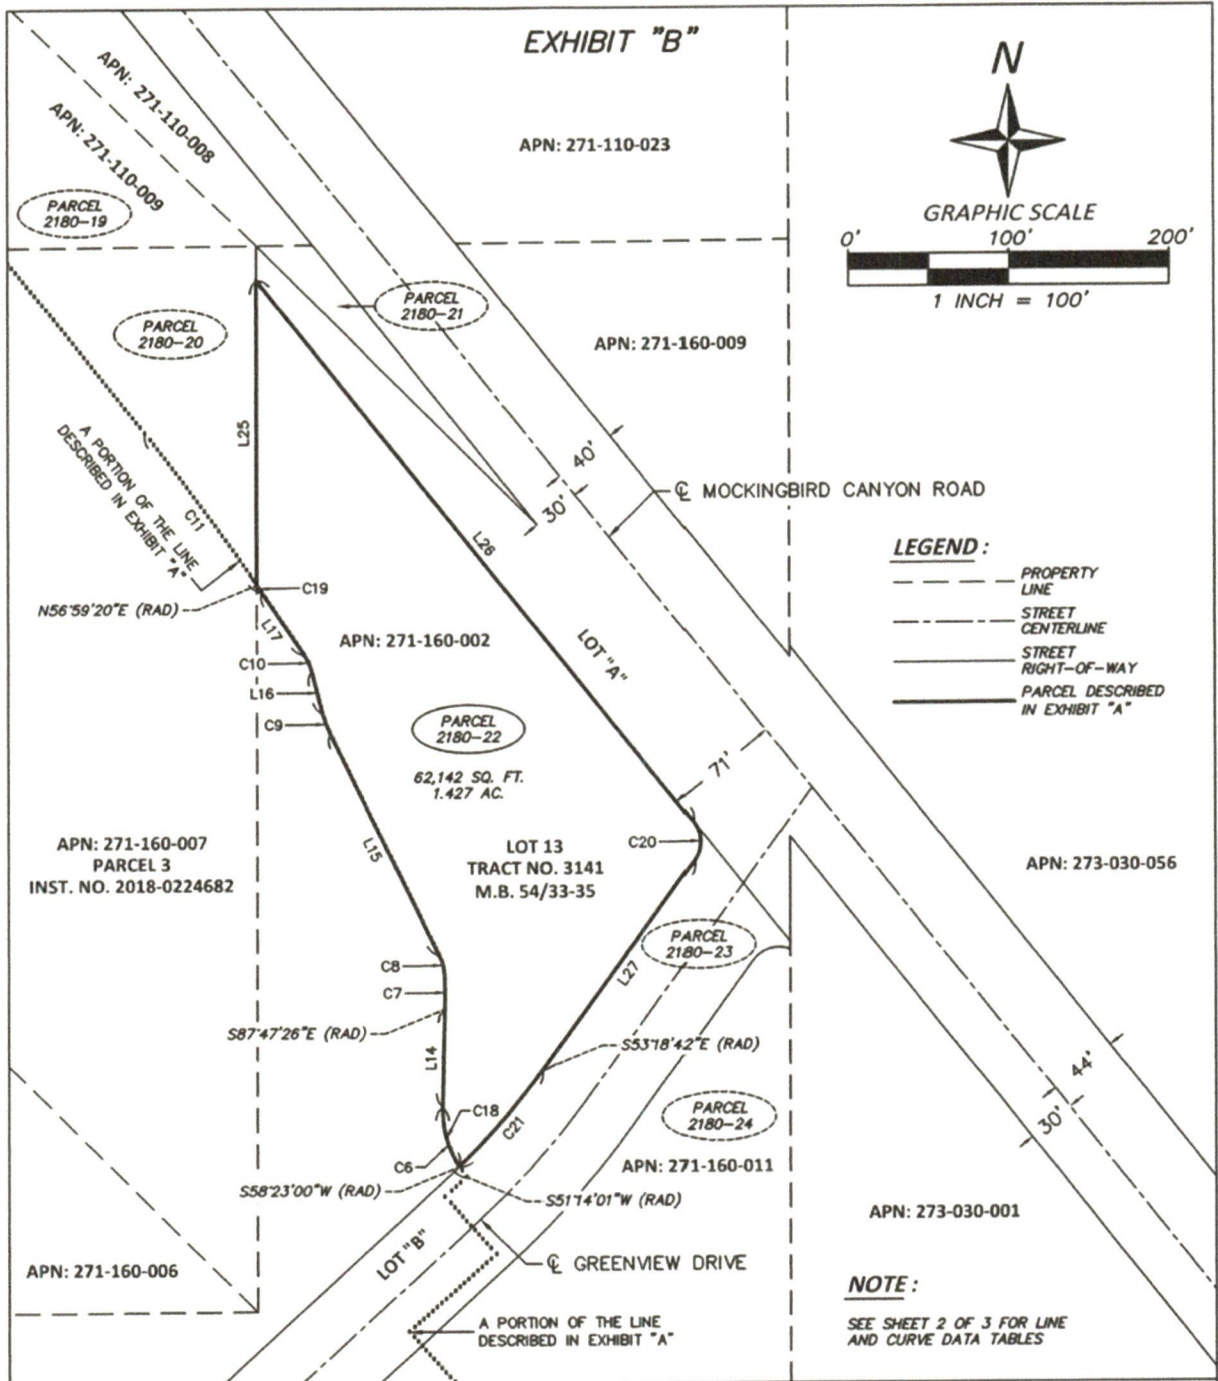 EXHIBIT "B"
N
GRAPHIC SCALE
0' 100' 200'
1 INCH = 100'
APN: 271-110-008
APN: 271-110-009
APN: 271-110-023
PARCEL
2180-19
PARCEL
2180-21
PARCEL
2180-20
APN: 271-160-009
L25
A PORTION OF THE LINE
DESCRIBED IN EXHIBIT
"A"
C11
40'
30'
℄ MOCKINGBIRD CANYON ROAD
L26
LEGEND:
PROPERTY
LINE
STREET
CENTERLINE
STREET
RIGHT-OF-WAY
PARCEL DESCRIBED
IN EXHIBIT "A"
C19
N56°59'20"E (RAD)
L17
APN: 271-160-002
LOT "A"
C10
L16
C9
PARCEL
2180-22
62,142 SQ. FT.
1.427 AC.
71'
L15
APN: 271-160-007
PARCEL 3
INST. NO. 2018-0224682
LOT 13
TRACT NO. 3141
M.B. 54/33-35
C20
APN: 273-030-056
PARCEL
2180-23
L27
C8
C7
S87°47'26"E (RAD)
S53°18'42"E (RAD)
L14
C18
C21
44'
30'
PARCEL
2180-24
C6
APN: 271-160-011
S58°23'00"W (RAD)
S51°14'01"W (RAD)
APN: 273-030-001
LOT "B"
℄ GREENVIEW DRIVE
APN: 271-160-006
NOTE:
SEE SHEET 2 OF 3 FOR LINE
AND CURVE DATA TABLES
A PORTION OF THE LINE
DESCRIBED IN EXHIBIT "A"